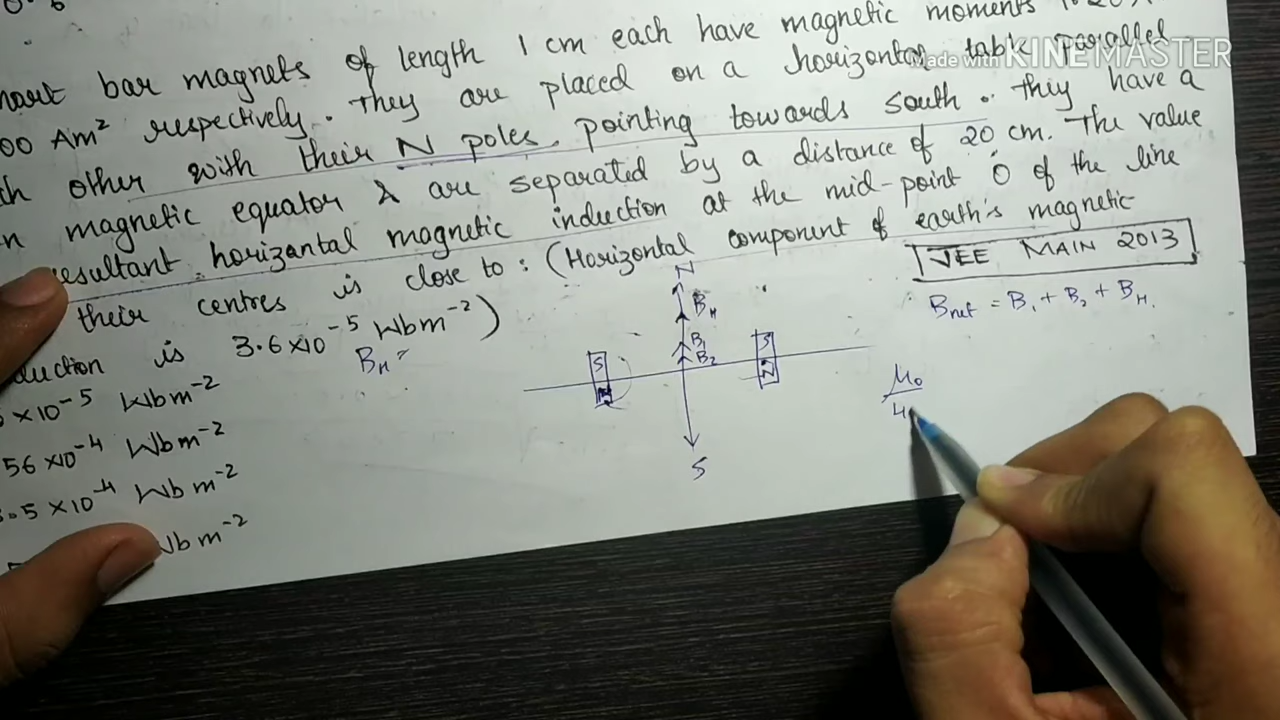 bar magnets of length 1 cm each have magnetic moments
Made with KINEMASTER
00 Am² respectively. They are placed on a horizontal table parallel
other with their N poles pointing towards south. They have a
magnetic equator & are separated by a distance of 20 cm. The value
resultant horizontal magnetic induction at the mid-point O of the line
their centres is close to: (Horizontal component of earth's magnetic
is 3.6×10⁻⁵ Wbm⁻²)
JEE MAIN 2013
B_H =
Bnet = B₁ + B₂ + B_H.
×10⁻⁵ Wbm⁻²
56×10⁻⁴ Wbm⁻²
.5×10⁻⁴ Wbm⁻²
Wbm⁻²
N
B_H
B₁
B₂
S
N
S
N
S
μ₀
4